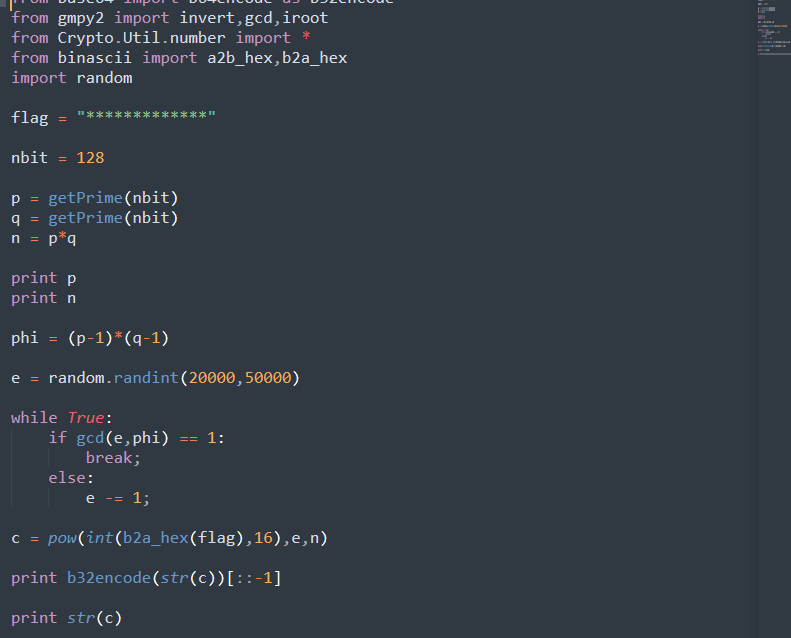 from base64 import b64encode as b32encode
from gmpy2 import invert,gcd,iroot
from Crypto.Util.number import *
from binascii import a2b_hex,b2a_hex
import random
flag = "*************"
nbit = 128
p = getPrime(nbit)
q = getPrime(nbit)
n = p*q
print p
print n
phi = (p-1)*(q-1)
e = random.randint(20000,50000)
while True:
    if gcd(e,phi) == 1:
        break;
    else:
        e -= 1;
c = pow(int(b2a_hex(flag),16),e,n)
print b32encode(str(c))[::-1]
print str(c)